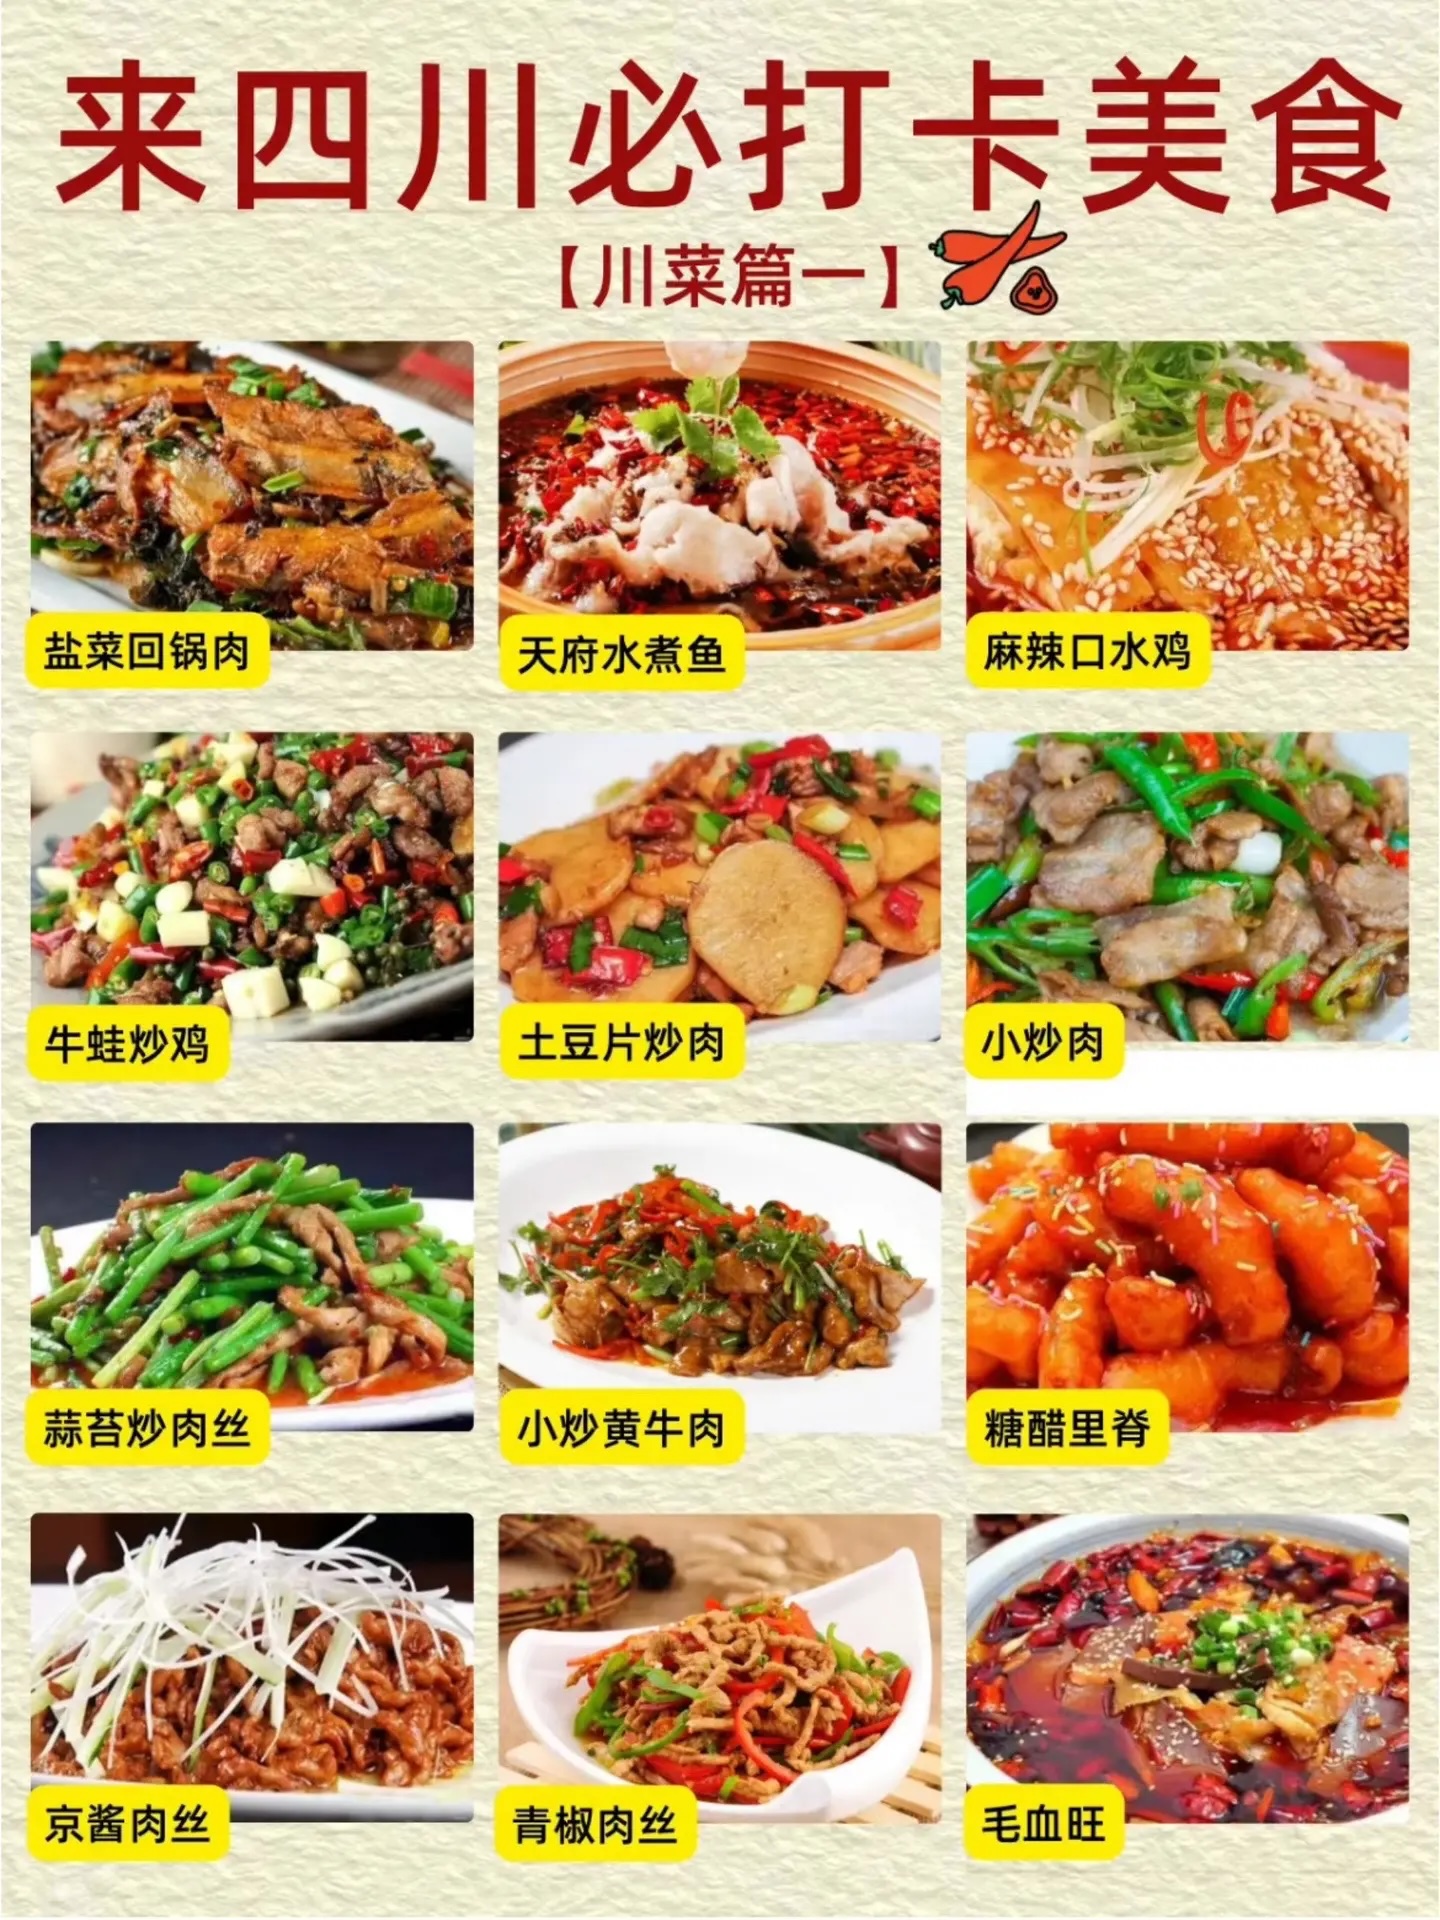 来四川必打卡美食
【川菜篇一】
盐菜回锅肉
天府水煮鱼
麻辣口水鸡
牛蛙炒鸡
土豆片炒肉
小炒肉
蒜苔炒肉丝
小炒黄牛肉
糖醋里脊
京酱肉丝
青椒肉丝
毛血旺